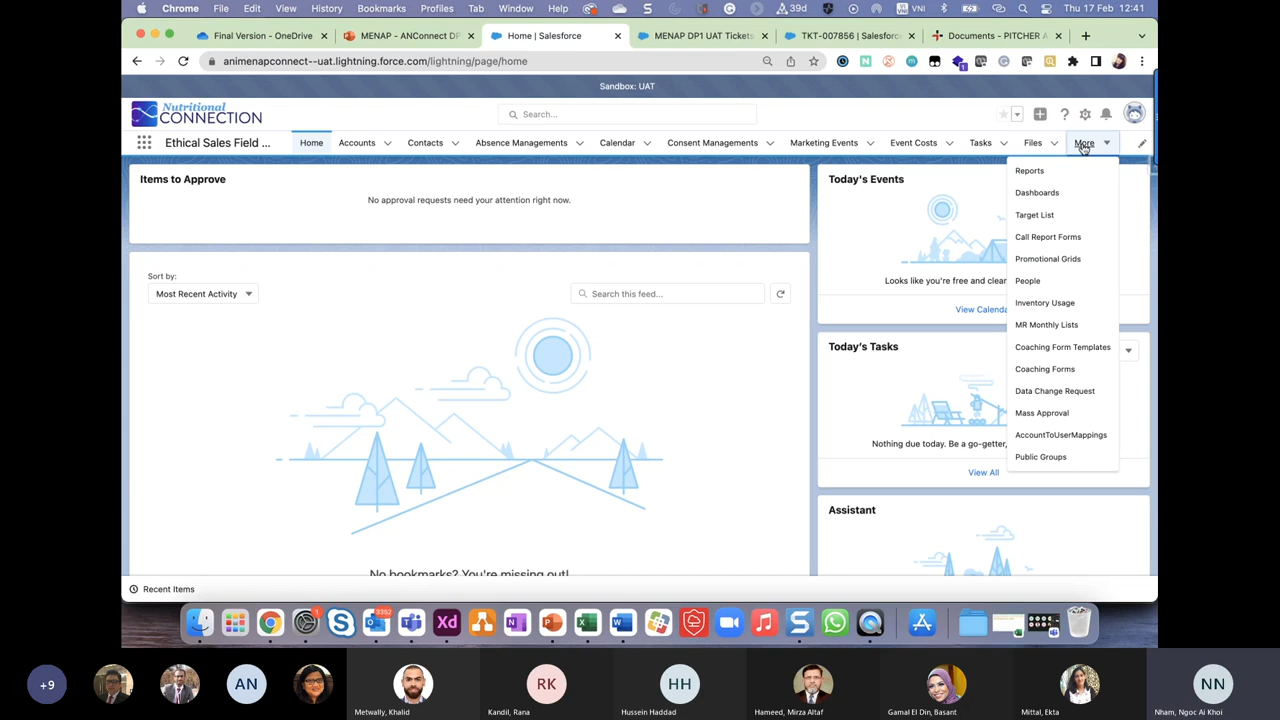 Chrome File Edit View History Bookmarks Profiles Tab Window Help 39d VNI Thu 17 Feb 12:41
Final Version - OneDrive MENAP - ANConnect DP Home | Salesforce MENAP DP1 UAT Tickets TKT-007856 | Salesforce Documents - PITCHER A
animenapconnect--uat.lightning.force.com/lightning/page/home
Sandbox: UAT
Nutritional
CONNECTION
Search...
Ethical Sales Field ... Home Accounts Contacts Absence Managements Calendar Consent Managements Marketing Events Event Costs Tasks Files More
Items to Approve
No approval requests need your attention right now.
Sort by:
Most Recent Activity
Search this feed...
No bookmarks? You're missing out!
Today's Events
Looks like you're free and clear
View Calenda
Today's Tasks
Nothing due today. Be a go-getter,
View All
Assistant
Reports
Dashboards
Target List
Call Report Forms
Promotional Grids
People
Inventory Usage
MR Monthly Lists
Coaching Form Templates
Coaching Forms
Data Change Request
Mass Approval
AccountToUserMappings
Public Groups
Recent Items
1
3352
Xd
+9
AN
RK
HH
NN
Metwally, Khalid
Kandil, Rana
Hussein Haddad
Hameed, Mirza Altaf
Gamal El Din, Basant
Mittal, Ekta
Nham, Ngoc Ai Khoi